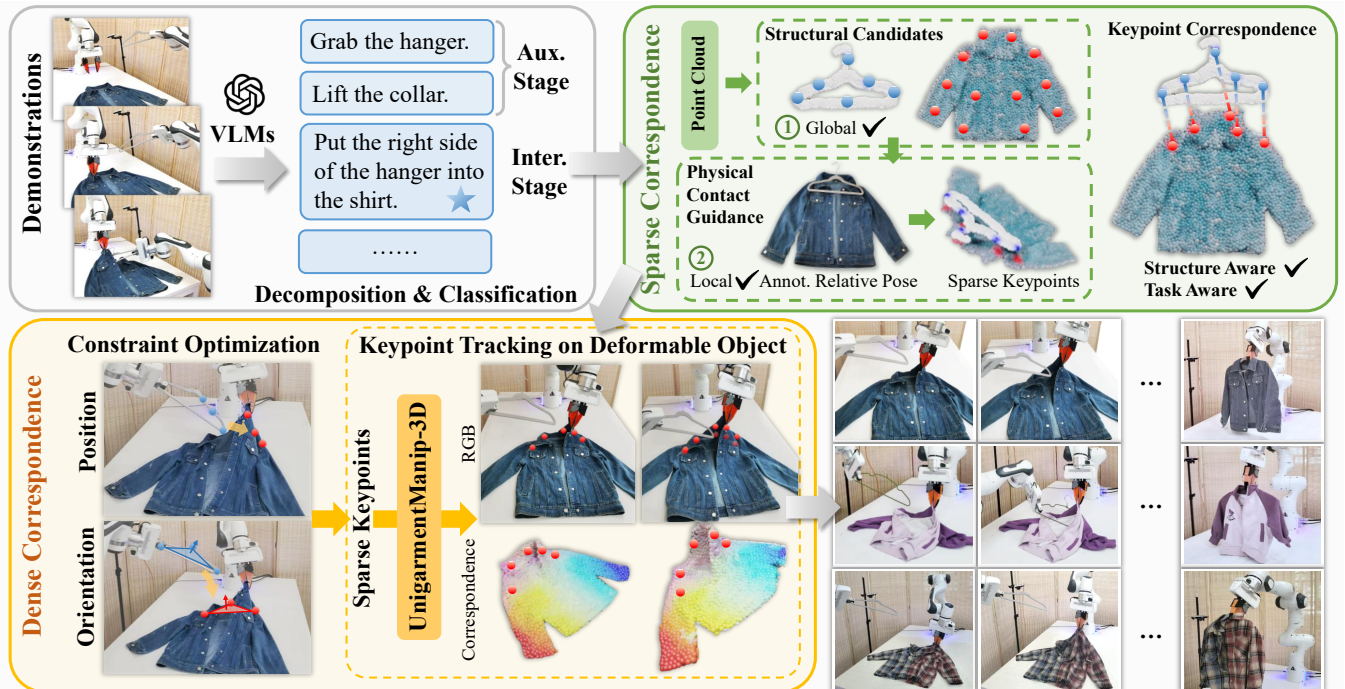 Demonstrations
VLMs
Grab the hanger.
Lift the collar.
Aux.
Stage
Put the right side
of the hanger into
the shirt.
Inter.
Stage
......
Decomposition & Classification
Sparse Correspondence
Point Cloud
Structural Candidates
1 Global ✓
Physical
Contact
Guidance
2
Local ✓ Annot. Relative Pose
Sparse Keypoints
Keypoint Correspondence
Structure Aware ✓
Task Aware ✓
Dense Correspondence
Constraint Optimization
Position
Orientation
Keypoint Tracking on Deformable Object
Sparse Keypoints
UnigarmentManip-3D
RGB
Correspondence
...
...
...